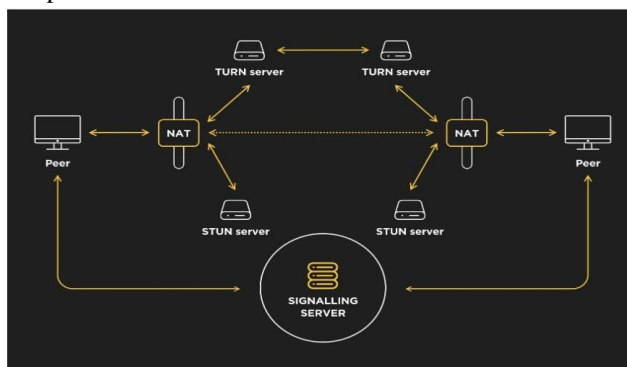 TURN server
TURN server
NAT
NAT
Peer
Peer
STUN server
STUN server
SIGNALLING
SERVER